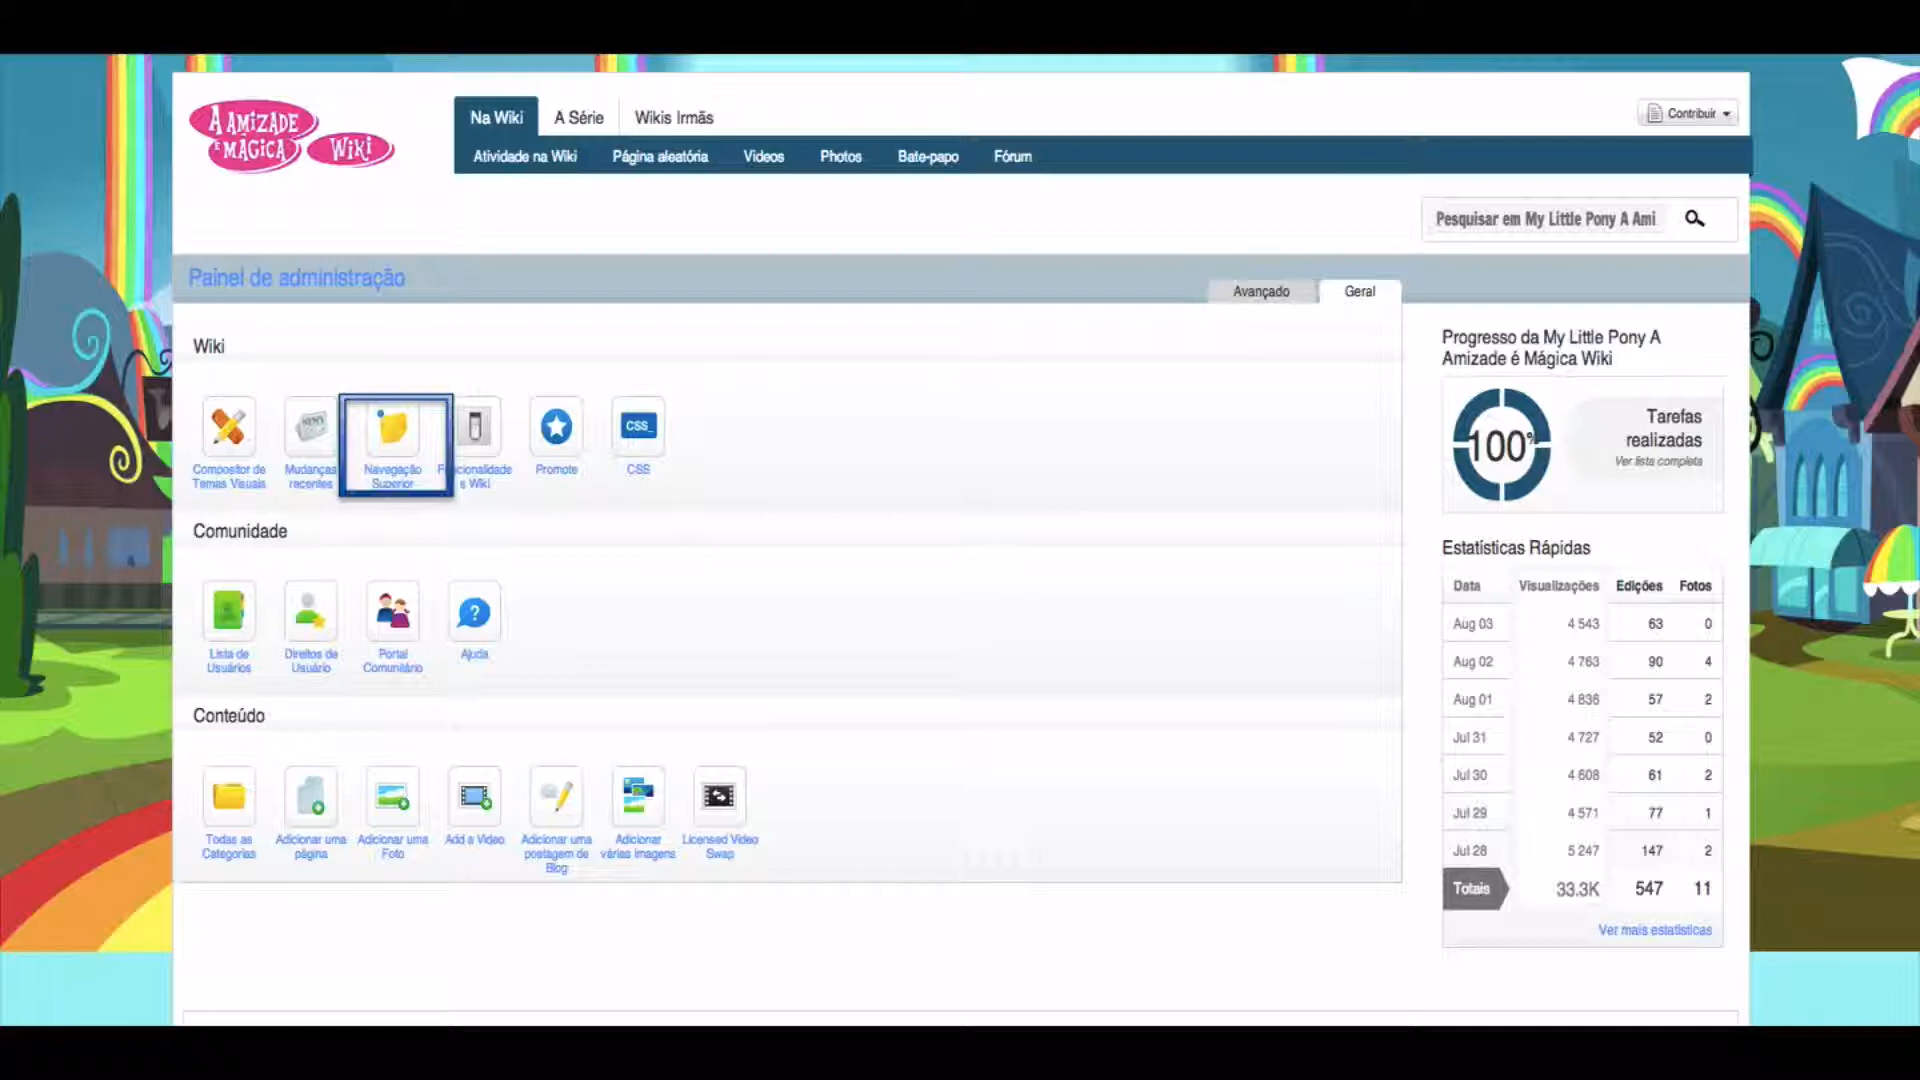 A AMIZADE
É MÁGICA Wiki
Na Wiki A Série Wikis Irmãs
Contribuir
Atividade na Wiki Página aleatória Videos Photos Bate-papo Fórum
Pesquisar em My Little Pony A Ami
Painel de administração
Avançado Geral
Wiki
Compositor de Temas Visuais
Mudanças recentes
Navegação Superior
CSS_
Promote
CSS
Comunidade
Lista de Usuários
Direitos de Usuário
Portal Comunitário
Ajuda
Conteúdo
Todas as Categorias
Adicionar uma página
Adicionar uma Foto
Add a Video
Adicionar uma postagem de Blog
Adicionar várias imagens
Licensed Video Swap
Progresso da My Little Pony A
Amizade é Mágica Wiki
100%
Tarefas
realizadas
Ver lista completa
Estatísticas Rápidas
Data Visualizações Edições Fotos
Aug 03 4 543 63 0
Aug 02 4 763 90 4
Aug 01 4 836 57 2
Jul 31 4 727 52 0
Jul 30 4 608 61 2
Jul 29 4 571 77 1
Jul 28 5 247 147 2
Totais 33.3K 547 11
Ver mais estatísticas